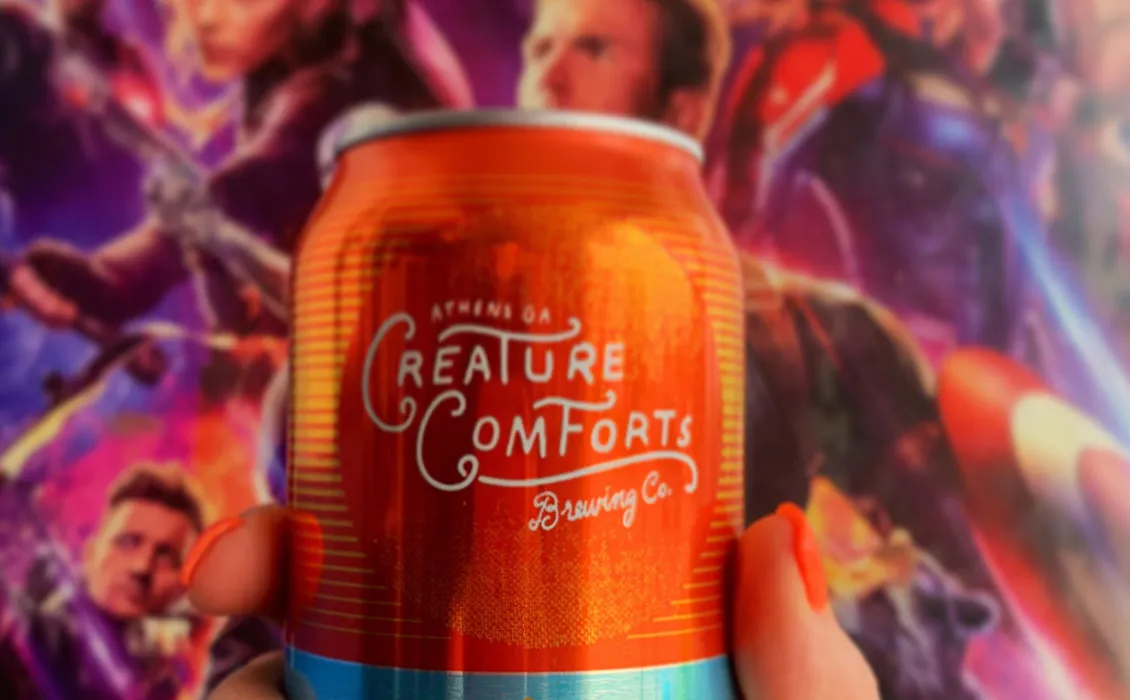 ATHENS GA
CREATURE
COMFORTS
Brewing Co.